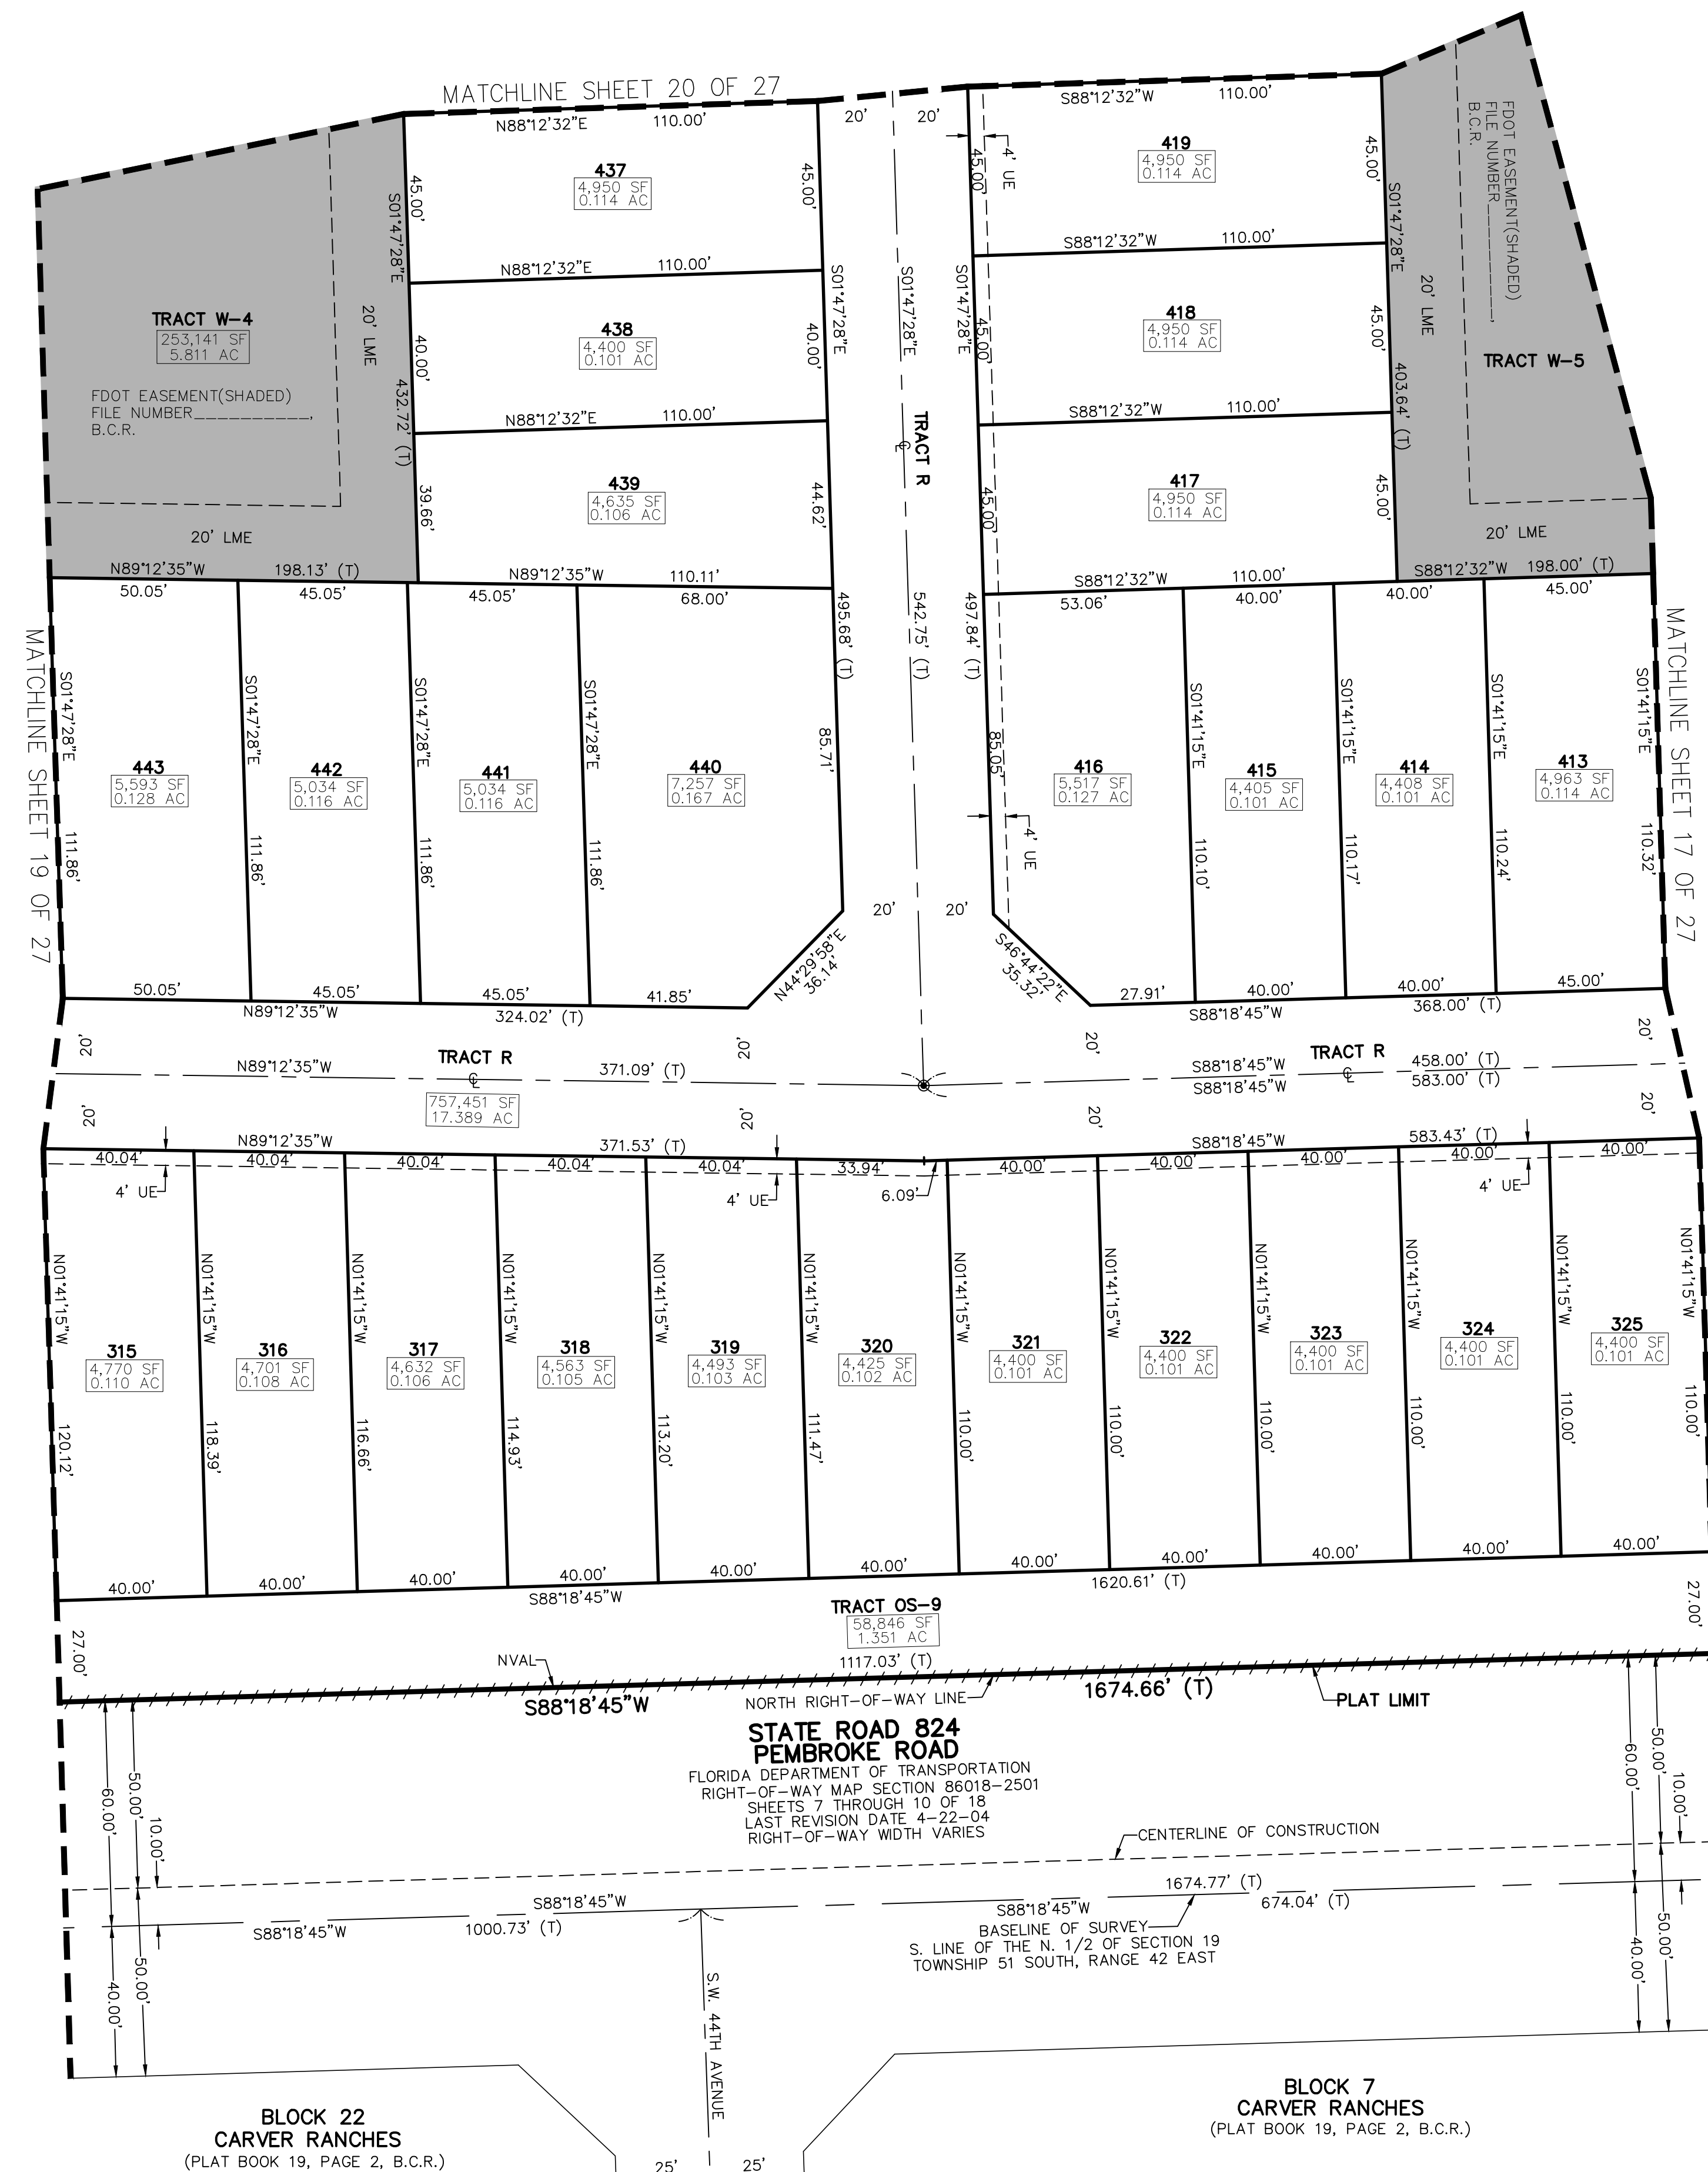 MATCHLINE SHEET 20 OF 27
N88°12'32"E 110.00'
20' 20'
S88°12'32"W 110.00'
437
4,950 SF
0.114 AC
45.00'
45.00'
S01°47'28"E
45.00'
4' UE
419
4,950 SF
0.114 AC
45.00'
S01°47'28"E
FDOT EASEMENT(SHADED)
FILE NUMBER__________,
B.C.R.
N88°12'32"E 110.00'
S88°12'32"W 110.00'
S01°47'28"E
S01°47'28"E
S01°47'28"E
TRACT W-4
253,141 SF
5.811 AC
20' LME
438
4,400 SF
0.101 AC
40.00'
40.00'
418
4,950 SF
0.114 AC
45.00'
45.00'
20' LME
TRACT W-5
FDOT EASEMENT(SHADED)
FILE NUMBER__________,
B.C.R.
432.72' (T)
N88°12'32"E 110.00'
TRACT R
℄
S88°12'32"W 110.00'
403.64' (T)
439
4,635 SF
0.106 AC
39.66'
44.62'
417
4,950 SF
0.114 AC
45.00'
45.00'
20' LME
20' LME
N89°12'35"W 198.13' (T)
N89°12'35"W 110.11'
S88°12'32"W 110.00'
S88°12'32"W 198.00' (T)
50.05' 45.05' 45.05' 68.00'
53.06' 40.00' 40.00' 45.00'
495.68' (T)
542.75' (T)
497.84' (T)
MATCHLINE SHEET 19 OF 27
MATCHLINE SHEET 17 OF 27
S01°47'28"E
S01°47'28"E
S01°47'28"E
S01°47'28"E
S01°41'15"E
S01°41'15"E
S01°41'15"E
S01°41'15"E
443
5,593 SF
0.128 AC
442
5,034 SF
0.116 AC
441
5,034 SF
0.116 AC
440
7,257 SF
0.167 AC
85.71'
85.05'
416
5,517 SF
0.127 AC
415
4,405 SF
0.101 AC
414
4,408 SF
0.101 AC
413
4,963 SF
0.114 AC
111.86'
111.86'
111.86'
111.86'
4' UE
110.10'
110.17'
110.24'
110.32'
20' 20'
N44°29'58"E
36.14'
S46°44'22"E
35.32'
50.05' 45.05' 45.05' 41.85'
27.91' 40.00' 40.00' 45.00'
N89°12'35"W 324.02' (T)
S88°18'45"W 368.00' (T)
20' 20' 20' 20'
TRACT R
TRACT R
N89°12'35"W 371.09' (T)
℄
S88°18'45"W 458.00' (T)
S88°18'45"W 583.00' (T)
℄
757,451 SF
17.389 AC
20' 20' 20' 20'
N89°12'35"W 371.53' (T)
S88°18'45"W 583.43' (T)
40.04' 40.04' 40.04' 40.04' 40.04' 33.94' 40.00' 40.00' 40.00' 40.00' 40.00'
4' UE 4' UE 6.09' 4' UE
N01°41'15"W
N01°41'15"W
N01°41'15"W
N01°41'15"W
N01°41'15"W
N01°41'15"W
N01°41'15"W
N01°41'15"W
N01°41'15"W
N01°41'15"W
N01°41'15"W
N01°41'15"W
315
4,770 SF
0.110 AC
316
4,701 SF
0.108 AC
317
4,632 SF
0.106 AC
318
4,563 SF
0.105 AC
319
4,493 SF
0.103 AC
320
4,425 SF
0.102 AC
321
4,400 SF
0.101 AC
322
4,400 SF
0.101 AC
323
4,400 SF
0.101 AC
324
4,400 SF
0.101 AC
325
4,400 SF
0.101 AC
120.12'
118.39'
116.66'
114.93'
113.20'
111.47'
110.00'
110.00'
110.00'
110.00'
110.00'
110.00'
40.00' 40.00' 40.00' 40.00' 40.00' 40.00' 40.00' 40.00' 40.00' 40.00' 40.00'
S88°18'45"W 1620.61' (T)
TRACT OS-9
58,846 SF
1.351 AC
27.00'
27.00'
NVAL
1117.03' (T)
S88°18'45"W
NORTH RIGHT-OF-WAY LINE
1674.66' (T)
PLAT LIMIT
STATE ROAD 824
PEMBROKE ROAD
FLORIDA DEPARTMENT OF TRANSPORTATION
RIGHT-OF-WAY MAP SECTION 86018-2501
SHEETS 7 THROUGH 10 OF 18
LAST REVISION DATE 4-22-04
RIGHT-OF-WAY WIDTH VARIES
60.00'
50.00'
10.00'
60.00'
50.00'
10.00'
CENTERLINE OF CONSTRUCTION
S88°18'45"W 1674.77' (T)
S88°18'45"W 1000.73' (T)
S88°18'45"W 674.04' (T)
BASELINE OF SURVEY
S. LINE OF THE N. 1/2 OF SECTION 19
TOWNSHIP 51 SOUTH, RANGE 42 EAST
40.00'
50.00'
40.00'
50.00'
S.W. 44TH AVENUE
BLOCK 22
CARVER RANCHES
(PLAT BOOK 19, PAGE 2, B.C.R.)
BLOCK 7
CARVER RANCHES
(PLAT BOOK 19, PAGE 2, B.C.R.)
25' 25'